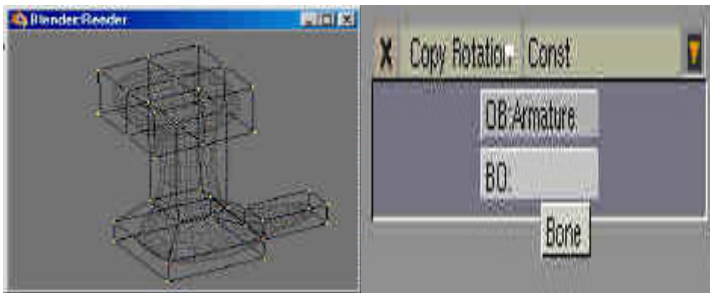 Blender:Render
X Copy Rotation Const
OB:Armature
BO:
Bone